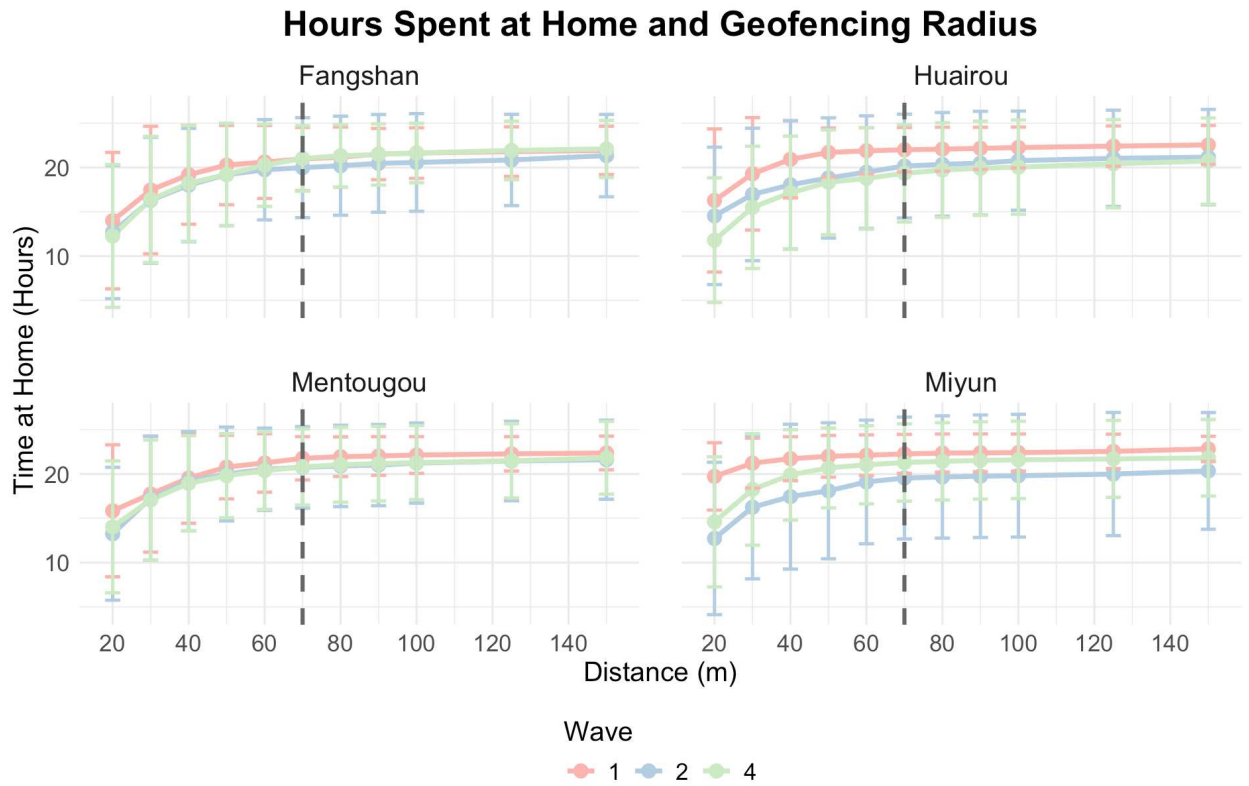 Hours Spent at Home and Geofencing Radius
Fangshan
Huairou
20
10
Mentougou
Miyun
20
10
Time at Home (Hours)
20 40 60 80 100 120 140
20 40 60 80 100 120 140
Distance (m)
Wave
1 2 4